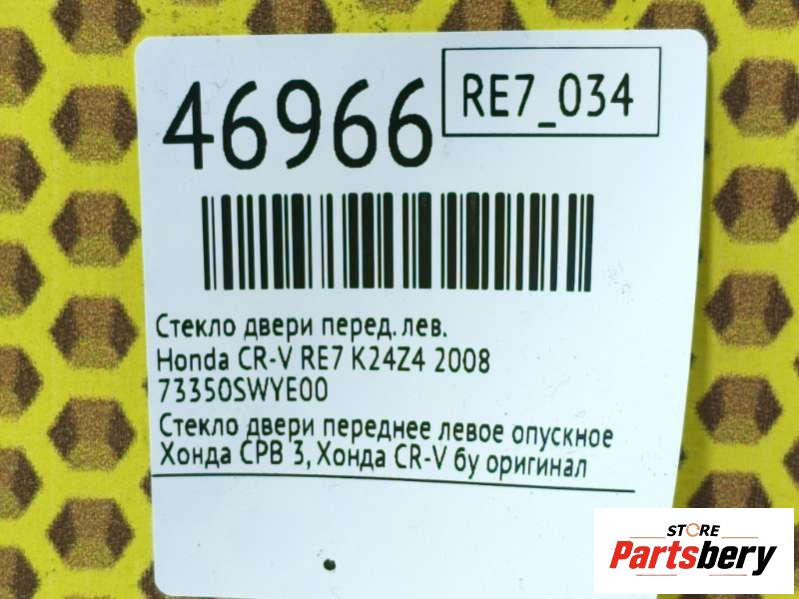 46966
RE7_034
Стекло двери перед. лев.
Honda CR-V RE7 K24Z4 2008
73350SWYE00
Стекло двери переднее левое опускное
Хонда СРВ 3, Хонда CR-V бу оригинал
STORE
Partsbery